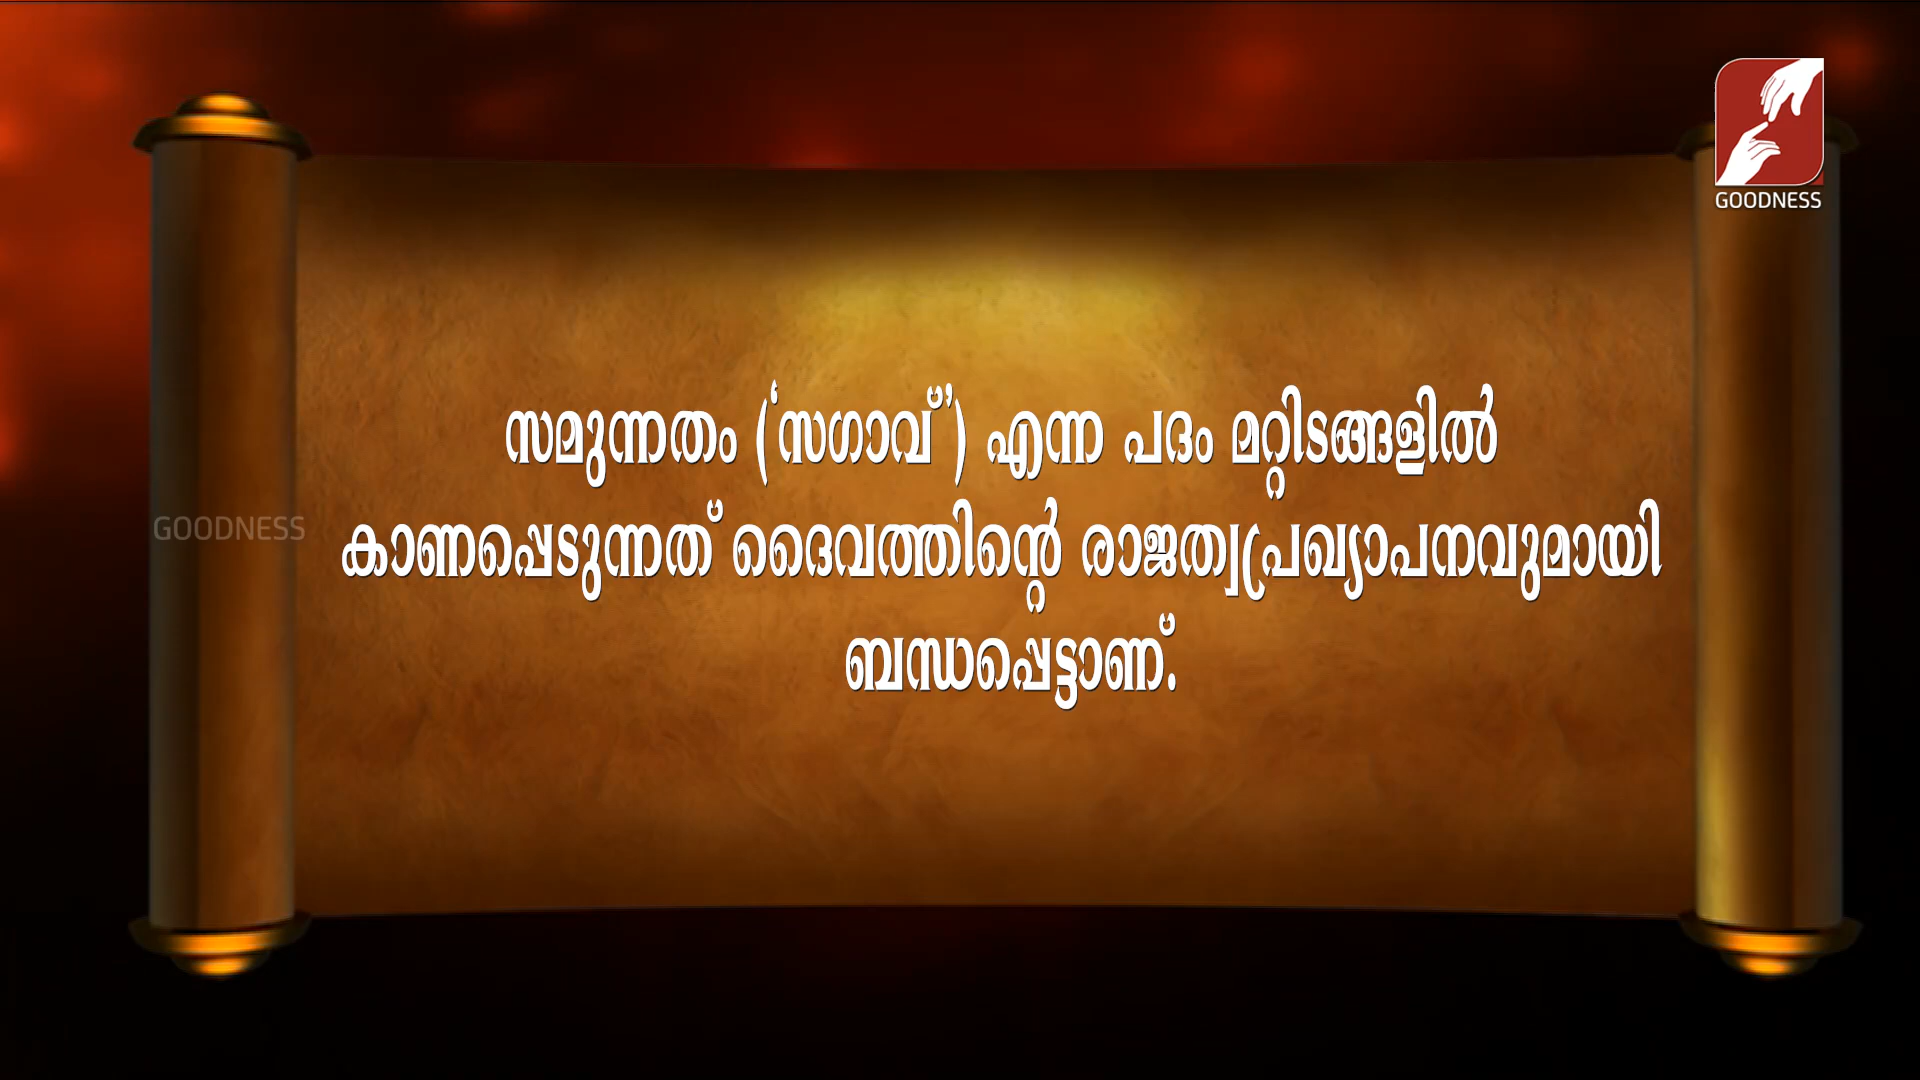 GOODNESS
സമുന്നതം (‘സഗാവ്’) എന്ന പദം മറ്റിടങ്ങളിൽ
GOODNESS
കാണപ്പെടുന്നത് ദൈവത്തിന്റെ രാജത്വപ്രഖ്യാപനവുമായി
ബന്ധപ്പെട്ടാണ്.